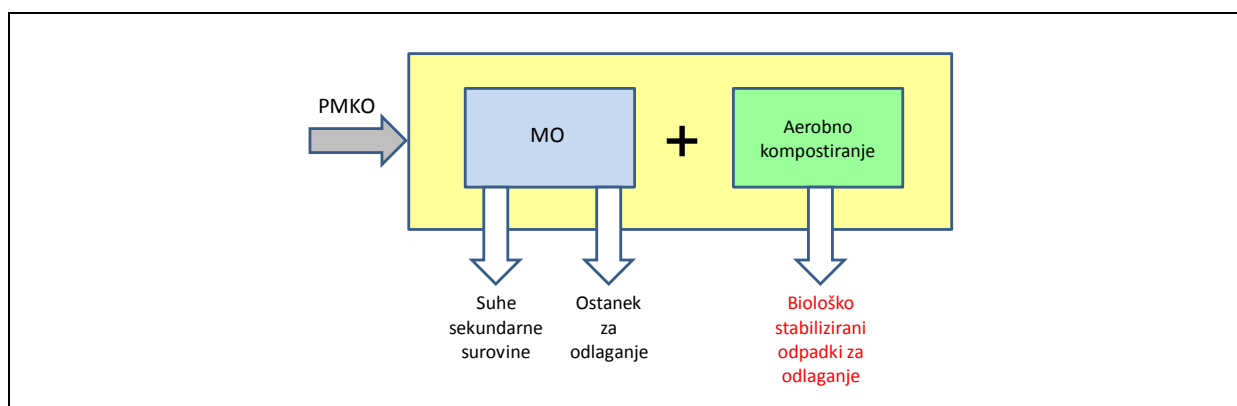 PMKO
MO
+
Aerobno
kompostiranje
Suhe
sekundarne
surovine
Ostanek
za
odlaganje
Biološko
stabilizirani
odpadki za
odlaganje